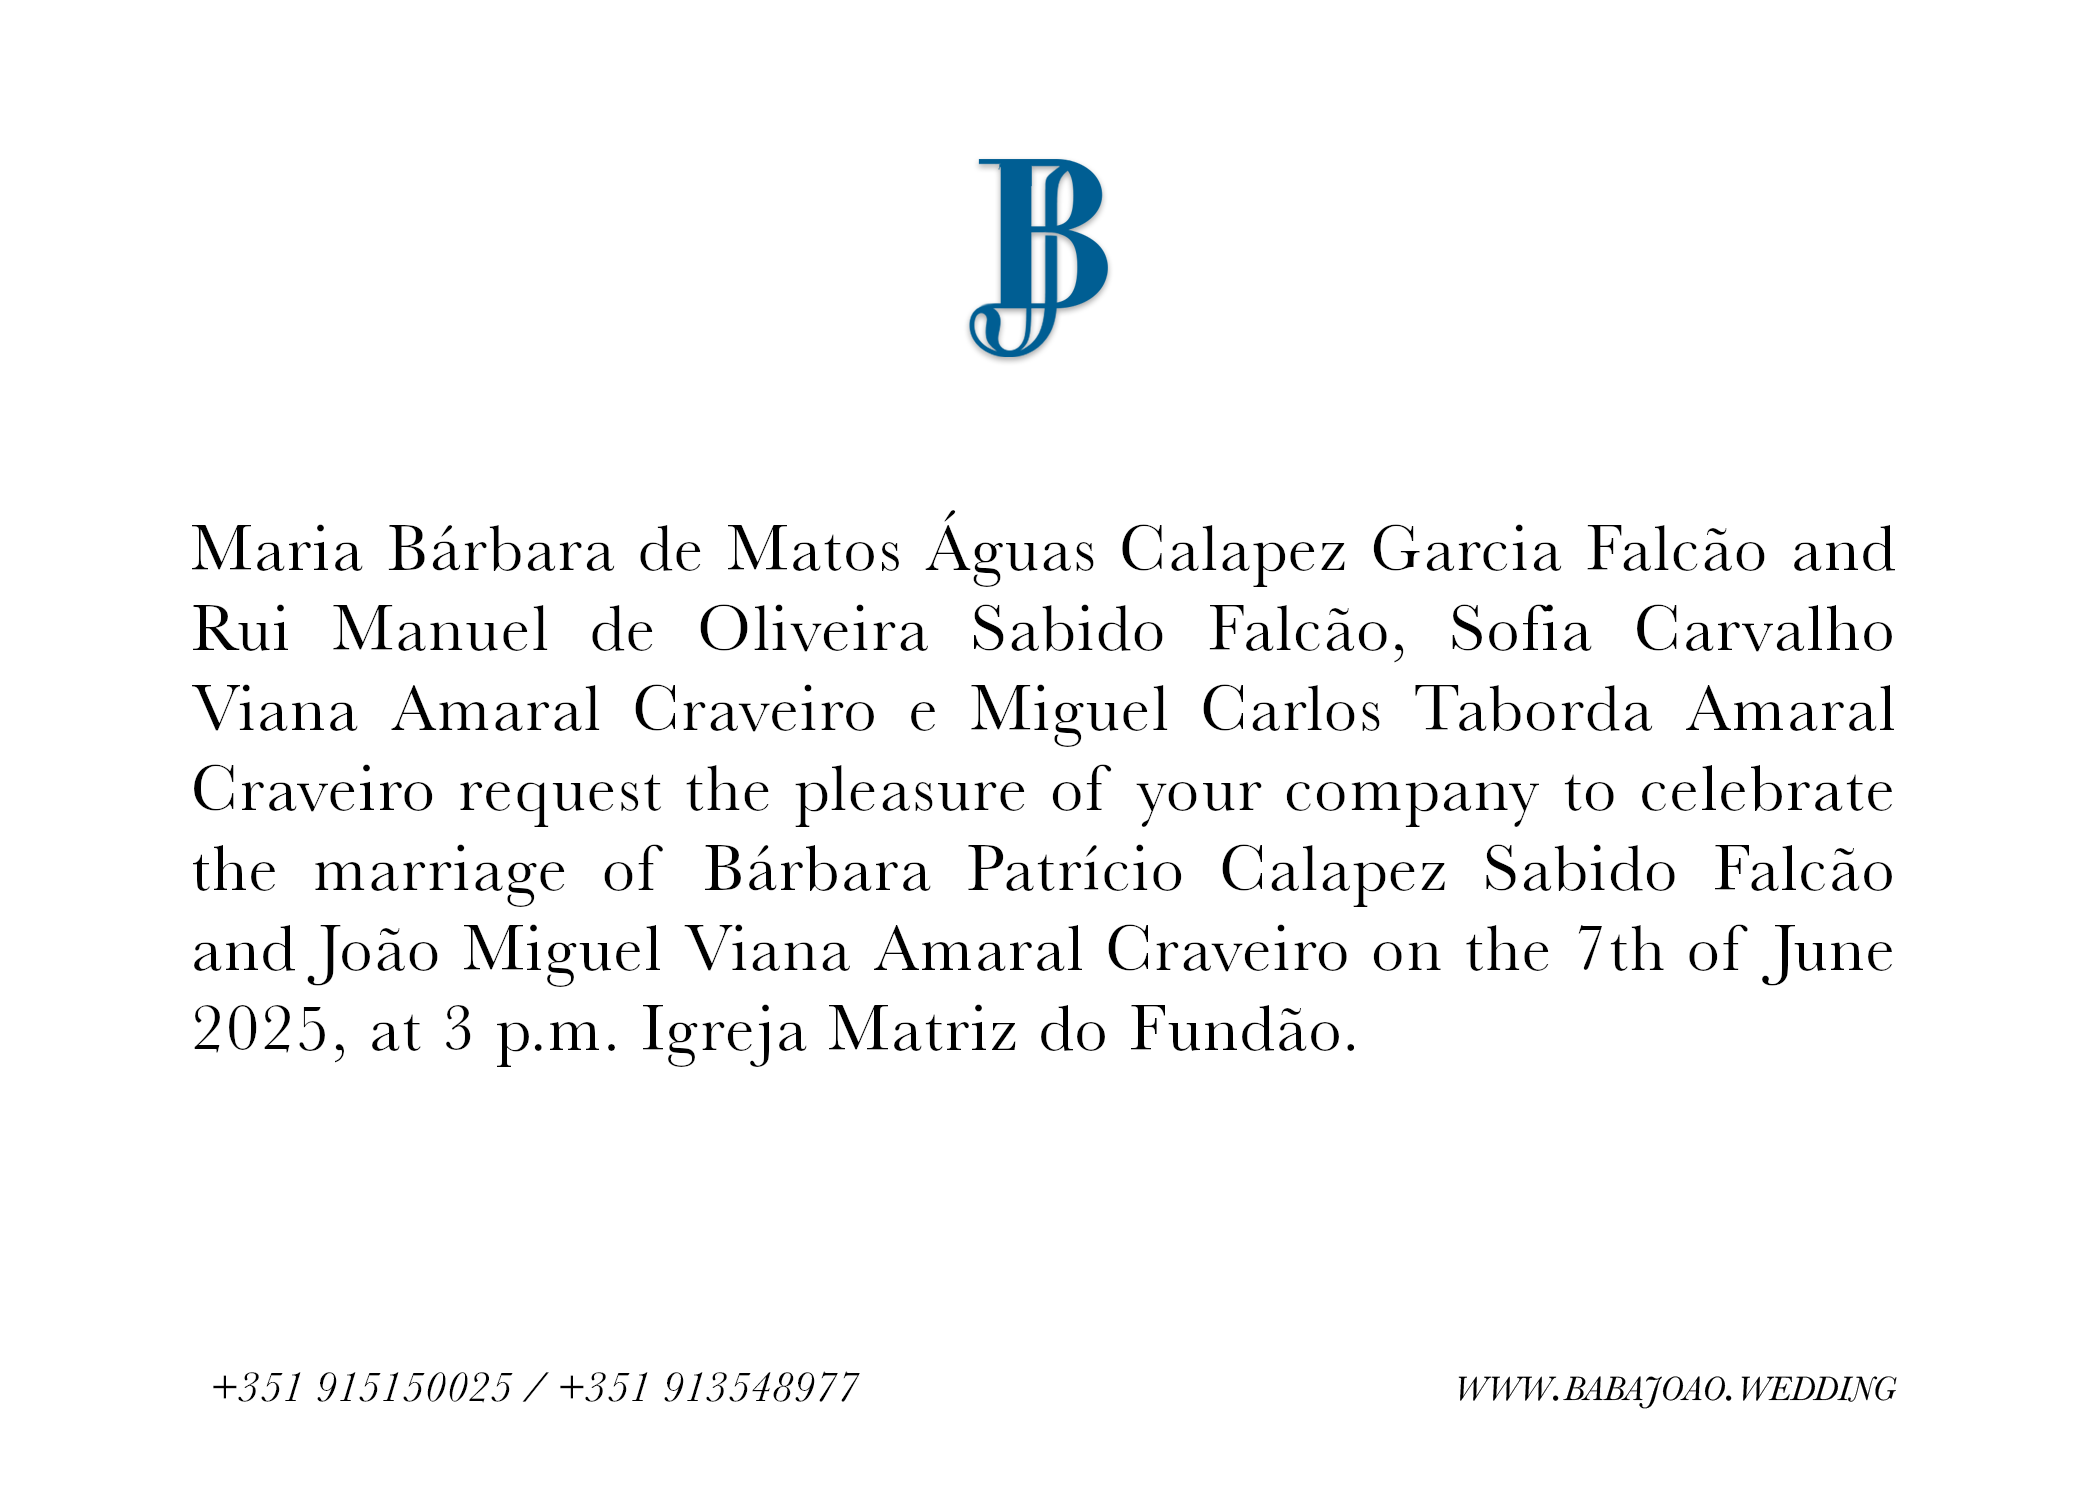 BJ
Maria Bárbara de Matos Águas Calapez Garcia Falcão and
Rui Manuel de Oliveira Sabido Falcão, Sofia Carvalho
Viana Amaral Craveiro e Miguel Carlos Taborda Amaral
Craveiro request the pleasure of your company to celebrate
the marriage of Bárbara Patrício Calapez Sabido Falcão
and João Miguel Viana Amaral Craveiro on the 7th of June
2025, at 3 p.m. Igreja Matriz do Fundão.
+351 915150025 / +351 913548977
WWW.BABAJOAO.WEDDING